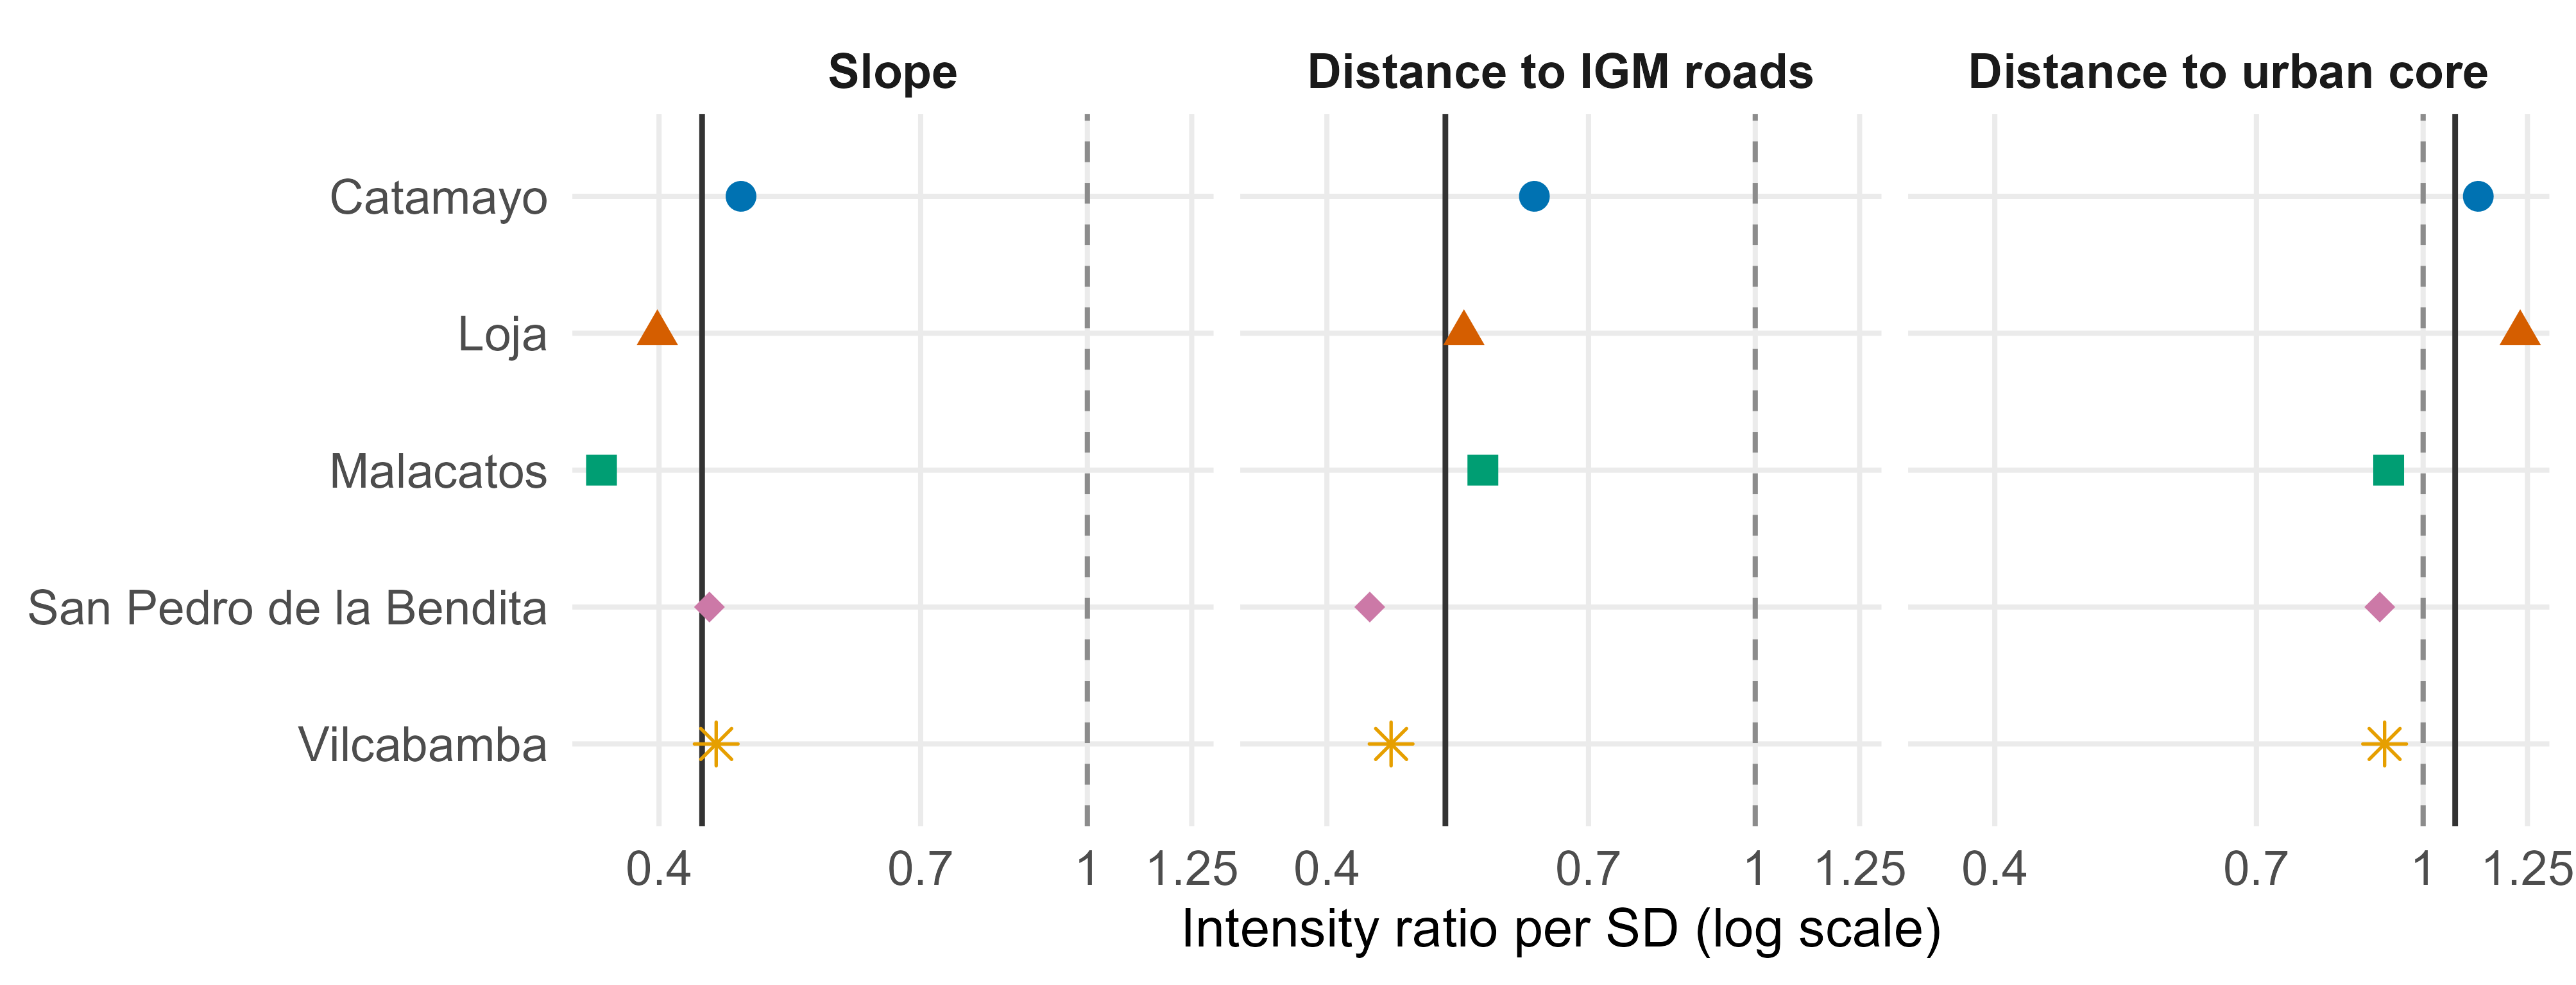 Slope
Distance to IGM roads
Distance to urban core
Catamayo
Loja
Malacatos
San Pedro de la Bendita
Vilcabamba
0.4 0.7 1 1.25 0.4 0.7 1 1.25 0.4 0.7 1 1.25
Intensity ratio per SD (log scale)